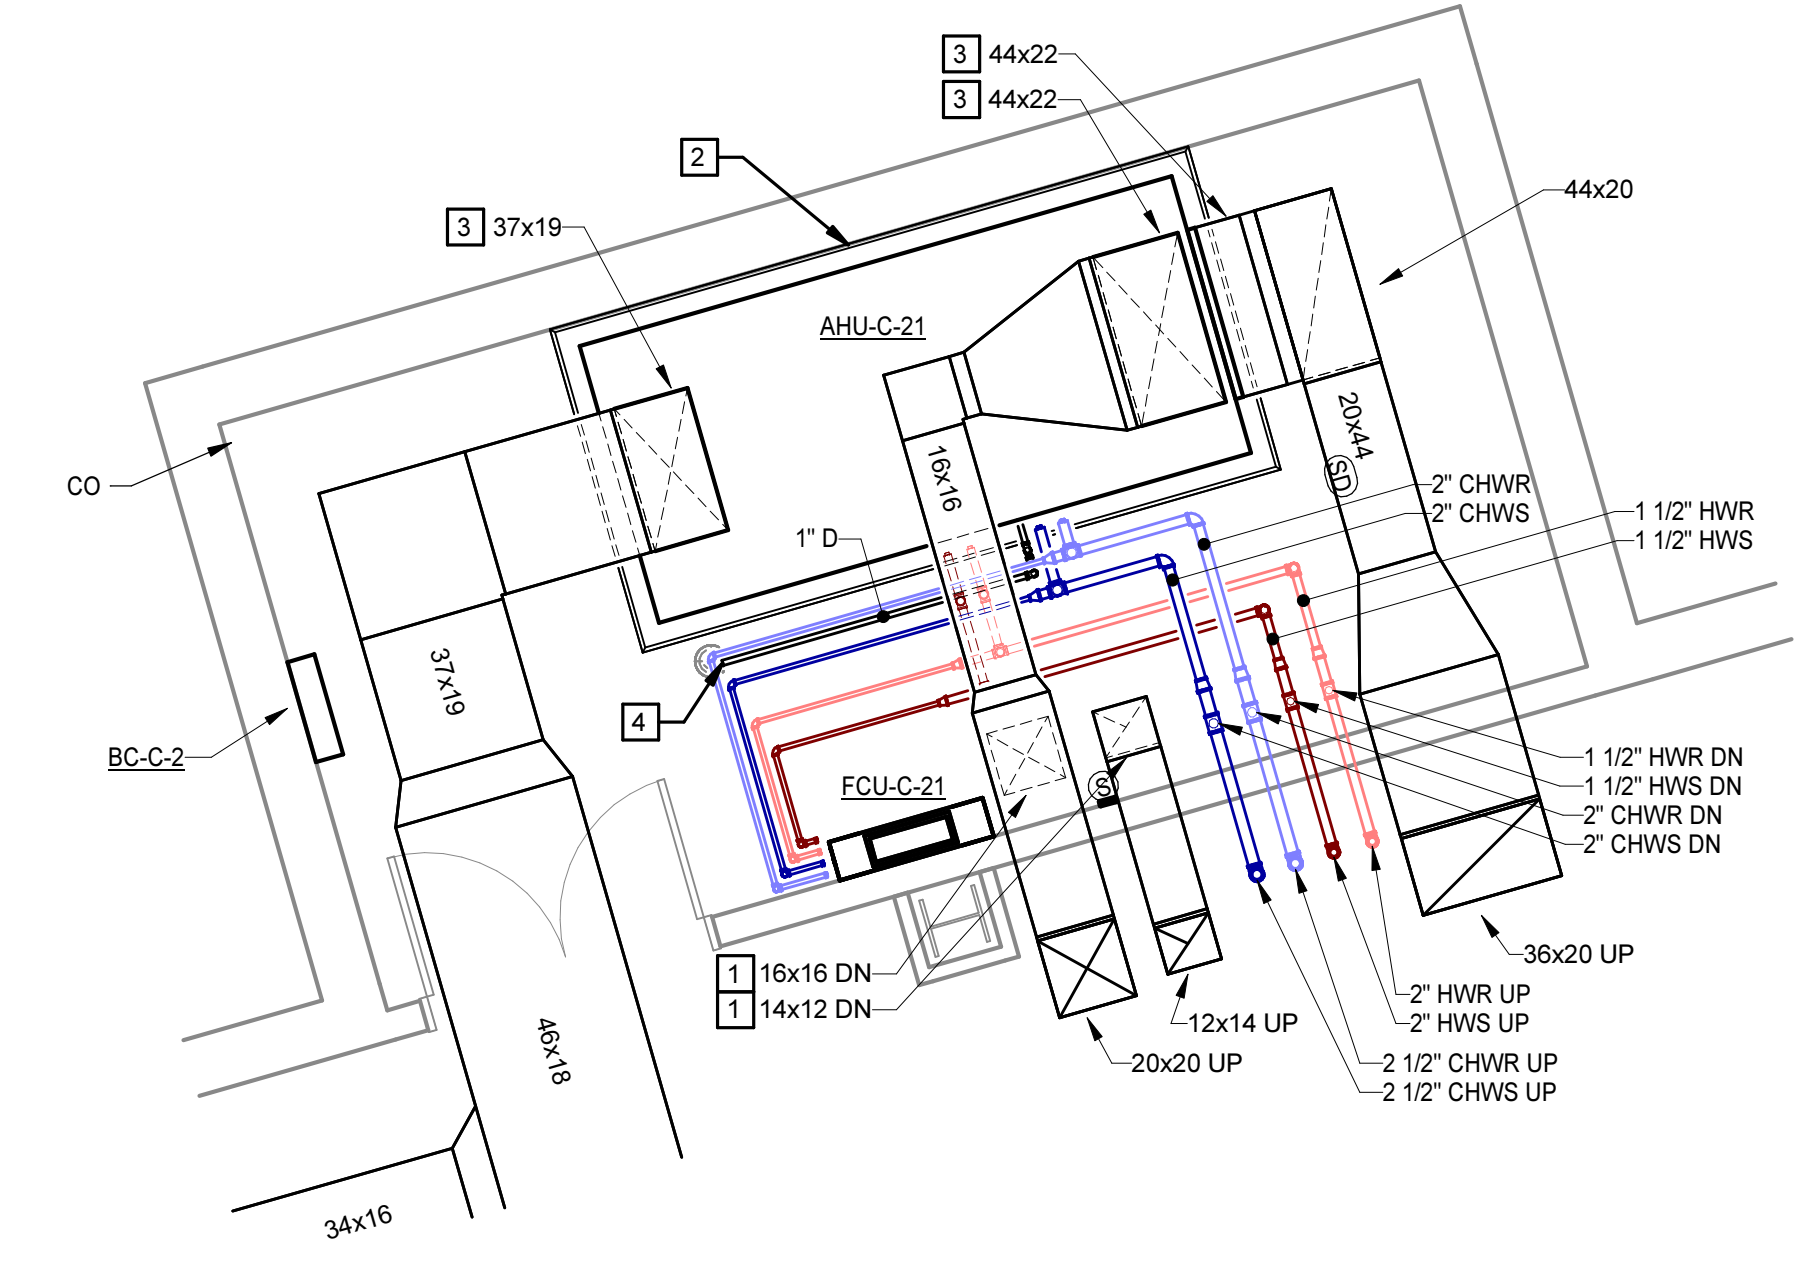 3 44x22
3 44x22
2
44x20
3 37x19
AHU-C-21
20x44
SD
16x16
CO
2" CHWR
2" CHWS
1 1/2" HWR
1 1/2" HWS
1" D
37x19
4
BC-C-2
FCU-C-21
S
1 1/2" HWR DN
1 1/2" HWS DN
2" CHWR DN
2" CHWS DN
1 16x16 DN
1 14x12 DN
36x20 UP
2" HWR UP
2" HWS UP
12x14 UP
20x20 UP
2 1/2" CHWR UP
2 1/2" CHWS UP
46x18
34x16